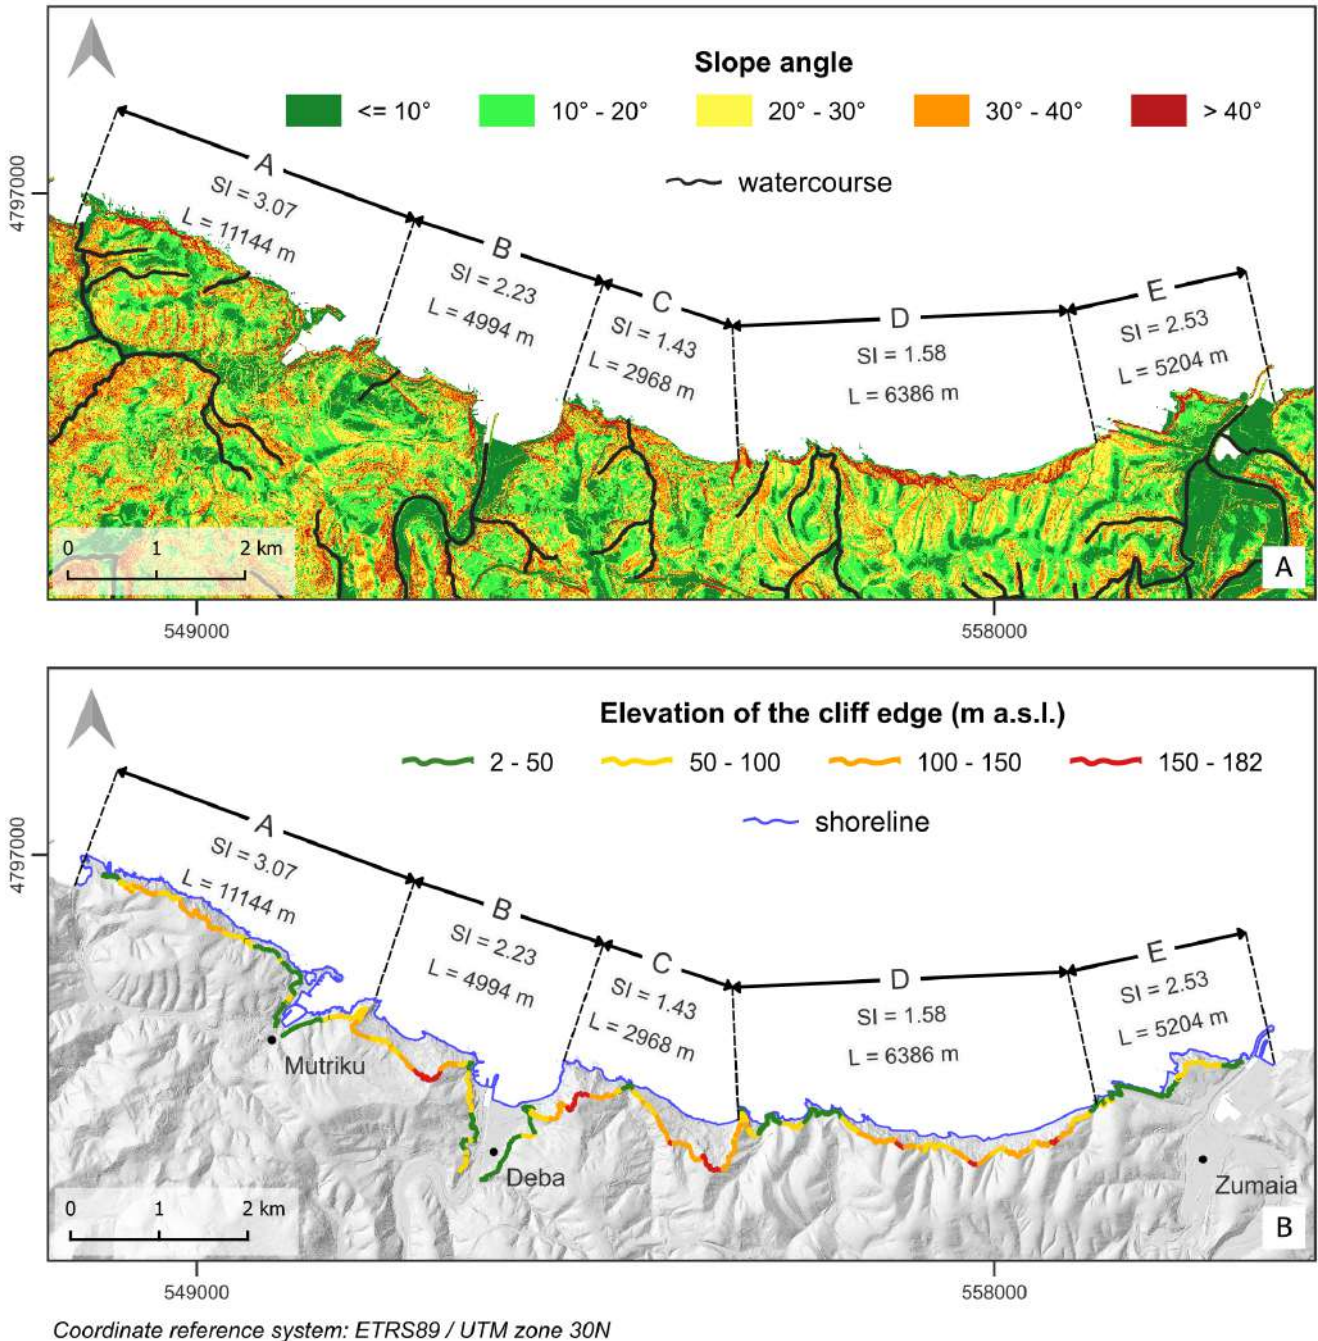 Slope angle
<= 10°
10° - 20°
20° - 30°
30° - 40°
> 40°
watercourse
4797000
A
SI = 3.07
L = 11144 m
B
SI = 2.23
L = 4994 m
C
SI = 1.43
L = 2968 m
D
SI = 1.58
L = 6386 m
E
SI = 2.53
L = 5204 m
0 1 2 km
A
549000
558000
Elevation of the cliff edge (m a.s.l.)
2 - 50
50 - 100
100 - 150
150 - 182
shoreline
4797000
A
SI = 3.07
L = 11144 m
B
SI = 2.23
L = 4994 m
C
SI = 1.43
L = 2968 m
D
SI = 1.58
L = 6386 m
E
SI = 2.53
L = 5204 m
Mutriku
Deba
Zumaia
0 1 2 km
B
549000
558000
Coordinate reference system: ETRS89 / UTM zone 30N